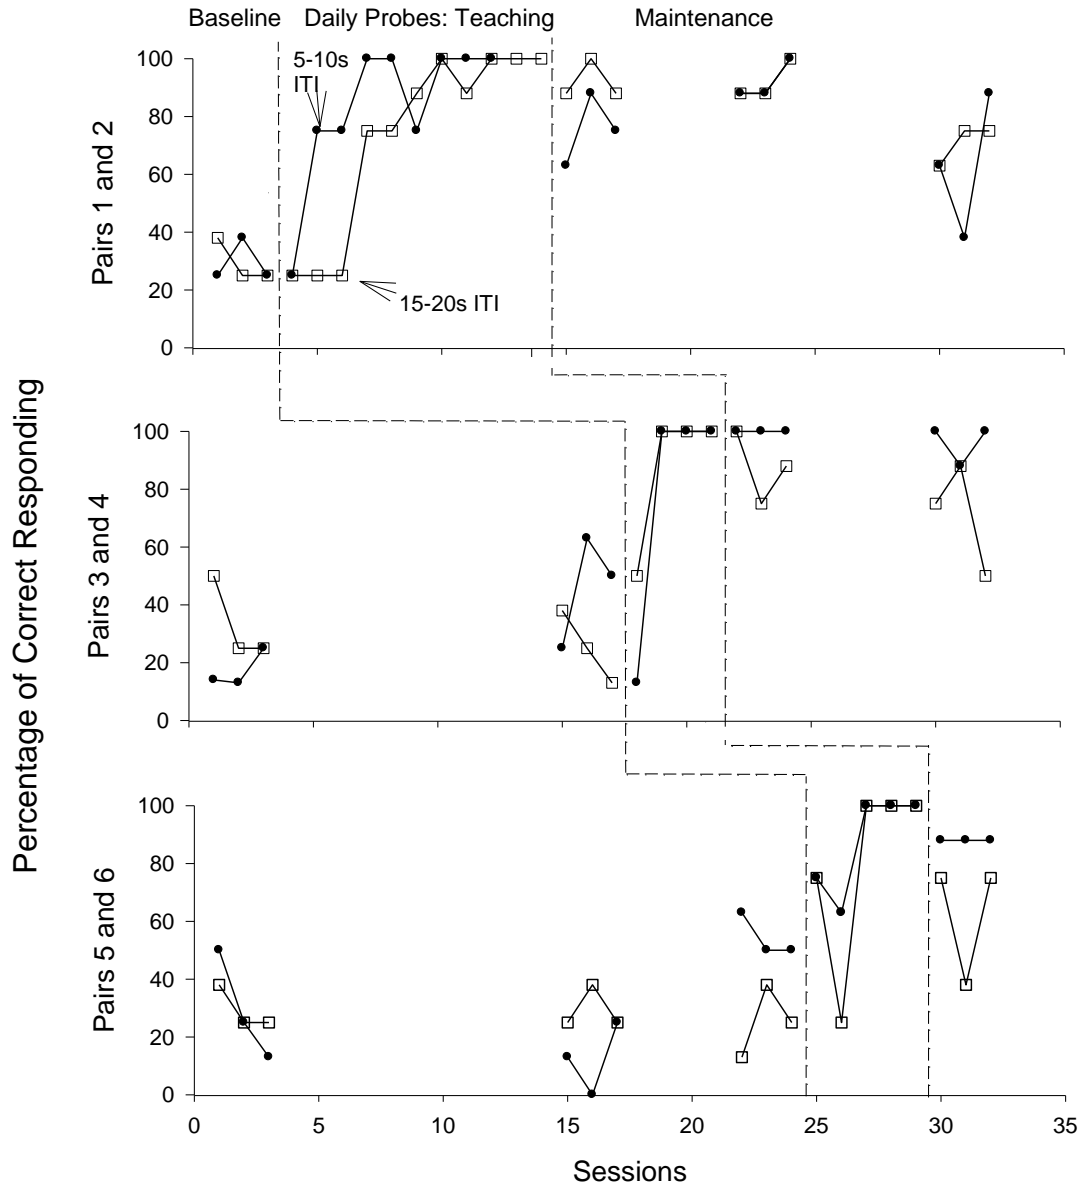 Baseline Daily Probes: Teaching Maintenance
100
80
60
40
20
0
5-10s
ITI
15-20s ITI
Pairs 1 and 2
Percentage of Correct Responding
100
80
60
40
20
0
Pairs 3 and 4
100
80
60
40
20
0
Pairs 5 and 6
0 5 10 15 20 25 30 35
Sessions